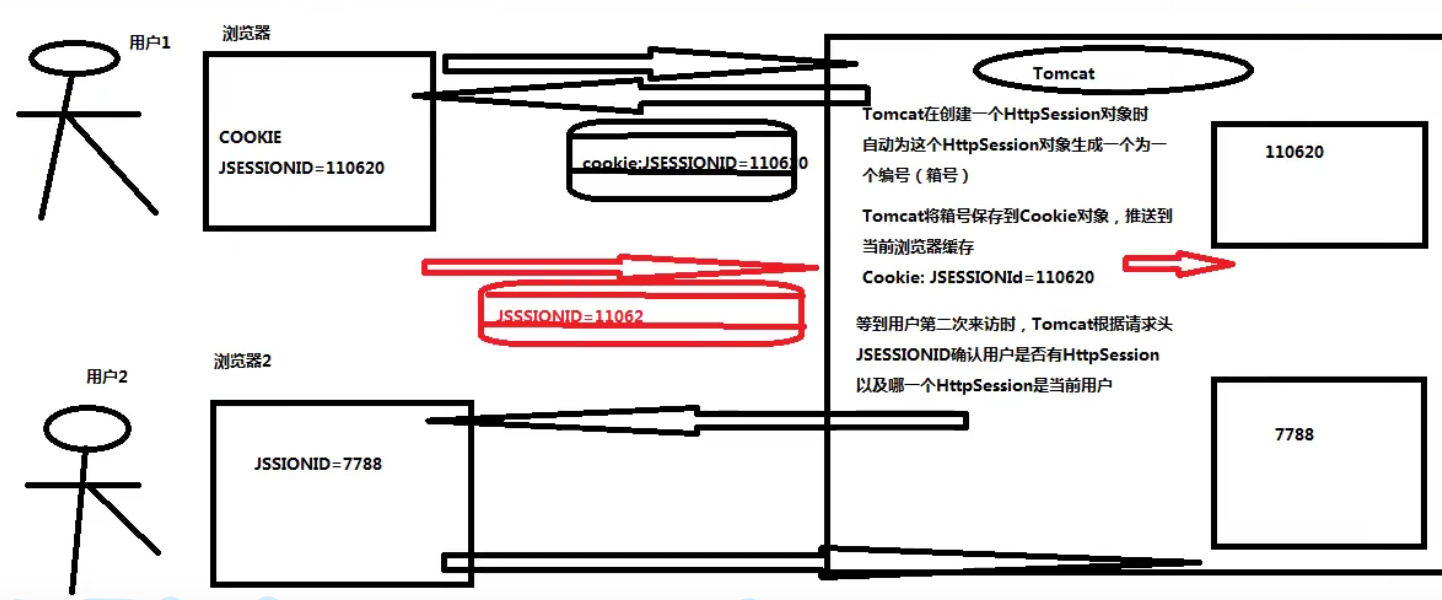 用户1
浏览器
COOKIE
JSESSIONID=110620
cookie:JSESSIONID=110620
Tomcat
Tomcat在创建一个HttpSession对象时
自动为这个HttpSession对象生成一个为一
个编号（箱号）
110620
Tomcat将箱号保存到Cookie对象，推送到
当前浏览器缓存
Cookie: JSESSIONId=110620
JSSSIONID=11062
等到用户第二次来访时，Tomcat根据请求头
JSESSIONID确认用户是否有HttpSession
以及哪一个HttpSession是当前用户
用户2
浏览器2
JSSIONID=7788
7788